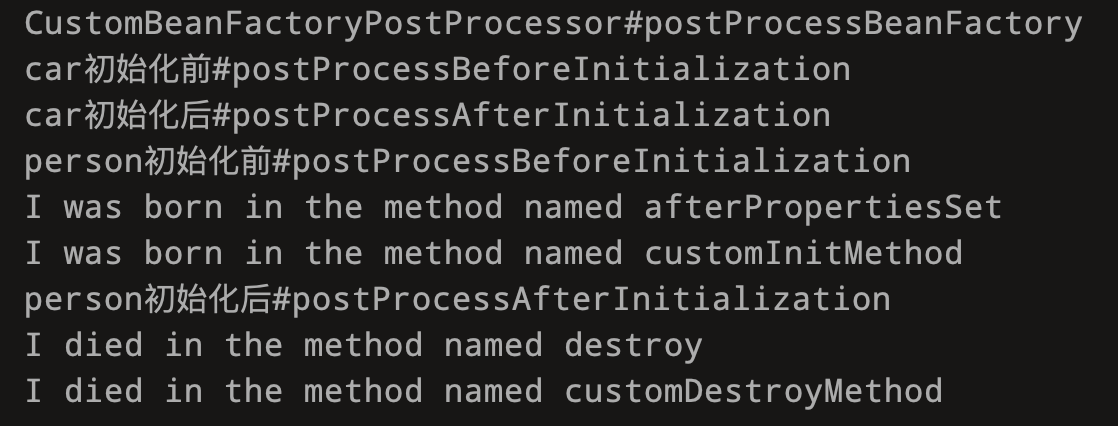 CustomBeanFactoryPostProcessor#postProcessBeanFactory
car初始化前#postProcessBeforeInitialization
car初始化后#postProcessAfterInitialization
person初始化前#postProcessBeforeInitialization
I was born in the method named afterPropertiesSet
I was born in the method named customInitMethod
person初始化后#postProcessAfterInitialization
I died in the method named destroy
I died in the method named customDestroyMethod